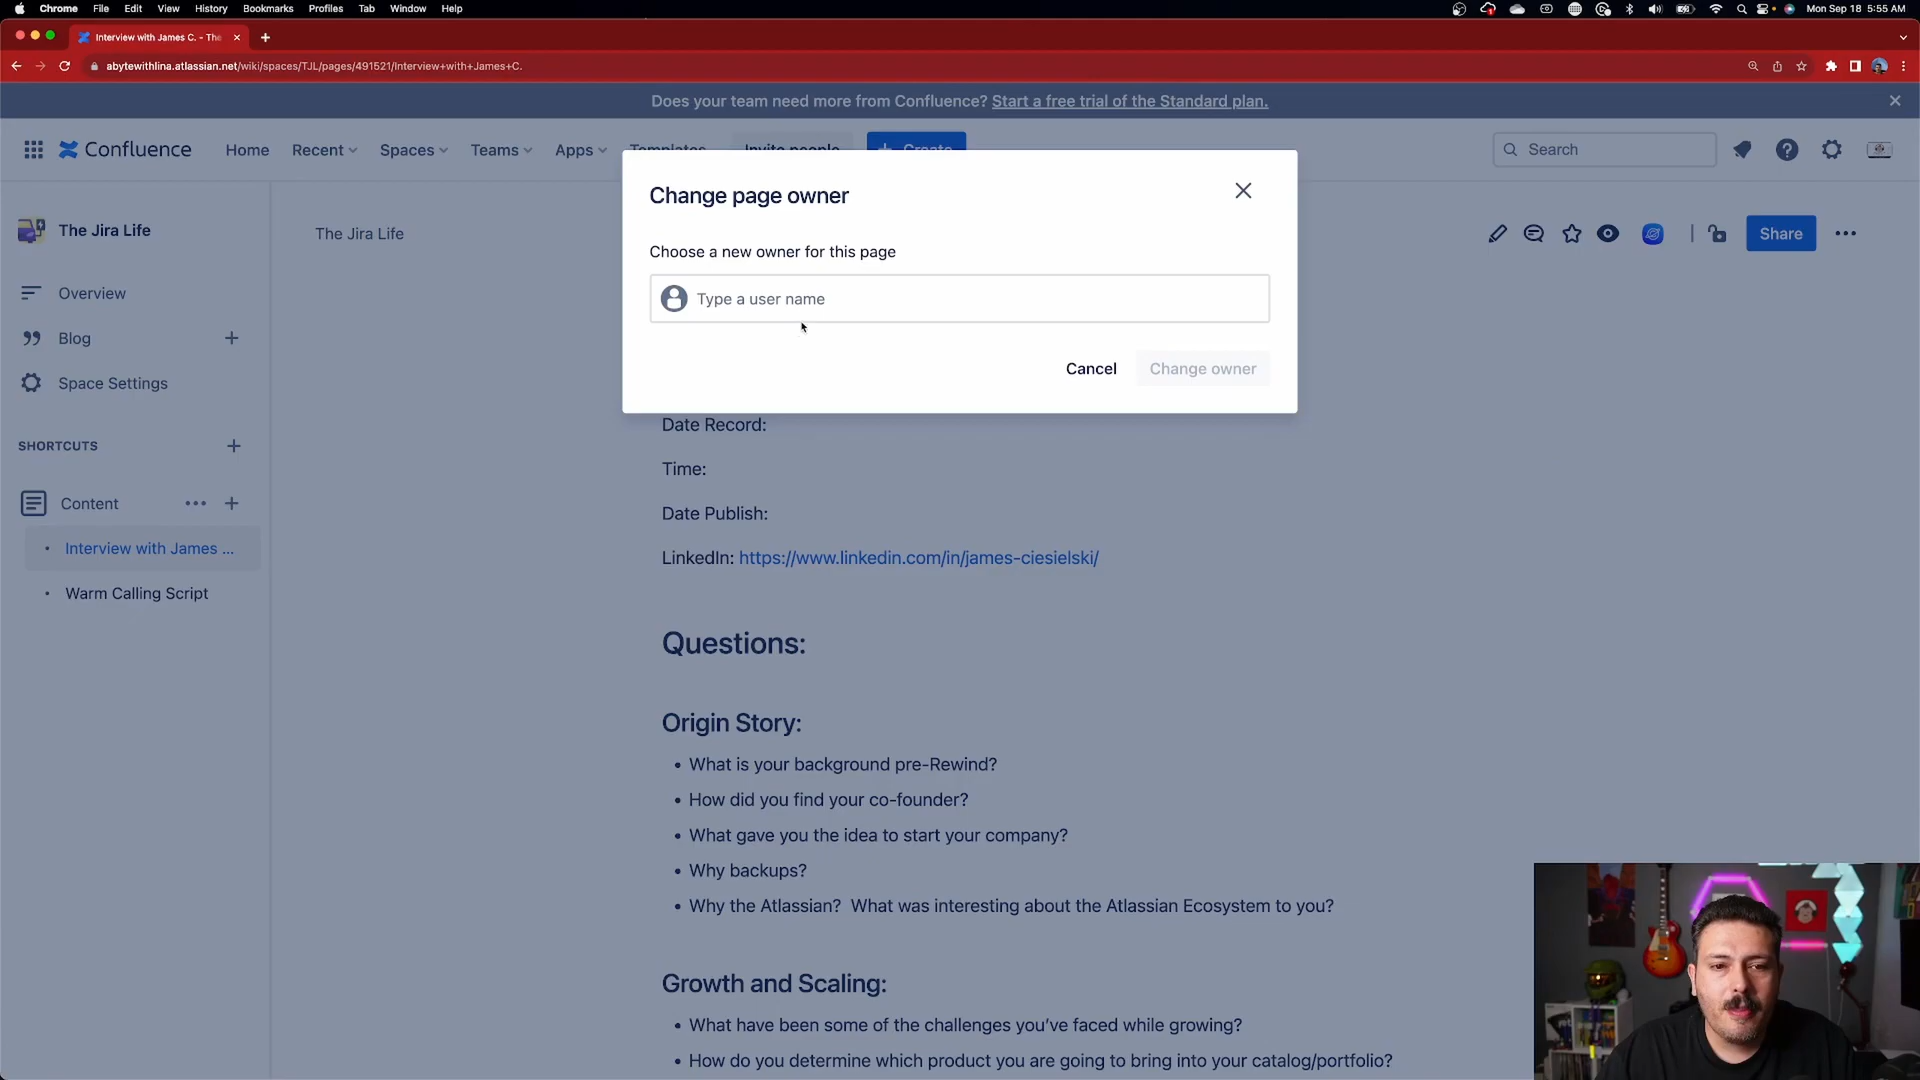 Chrome File Edit View History Bookmarks Profiles Tab Window Help
Mon Sep 18 5:55 AM
Interview with James C. - The
abytewithlina.atlassian.net/wiki/spaces/TJL/pages/491521/Interview+with+James+C.
Does your team need more from Confluence? Start a free trial of the Standard plan.
Confluence Home Recent Spaces Teams Apps Templates Invite people Create
Search
Change page owner
The Jira Life
The Jira Life
Share
Choose a new owner for this page
Overview
Type a user name
Blog
Cancel Change owner
Space Settings
Date Record:
SHORTCUTS
Time:
Content
Date Publish:
Interview with James ...
LinkedIn: https://www.linkedin.com/in/james-ciesielski/
Warm Calling Script
Questions:
Origin Story:
• What is your background pre-Rewind?
• How did you find your co-founder?
• What gave you the idea to start your company?
• Why backups?
• Why the Atlassian? What was interesting about the Atlassian Ecosystem to you?
Growth and Scaling:
• What have been some of the challenges you've faced while growing?
• How do you determine which product you are going to bring into your catalog/portfolio?